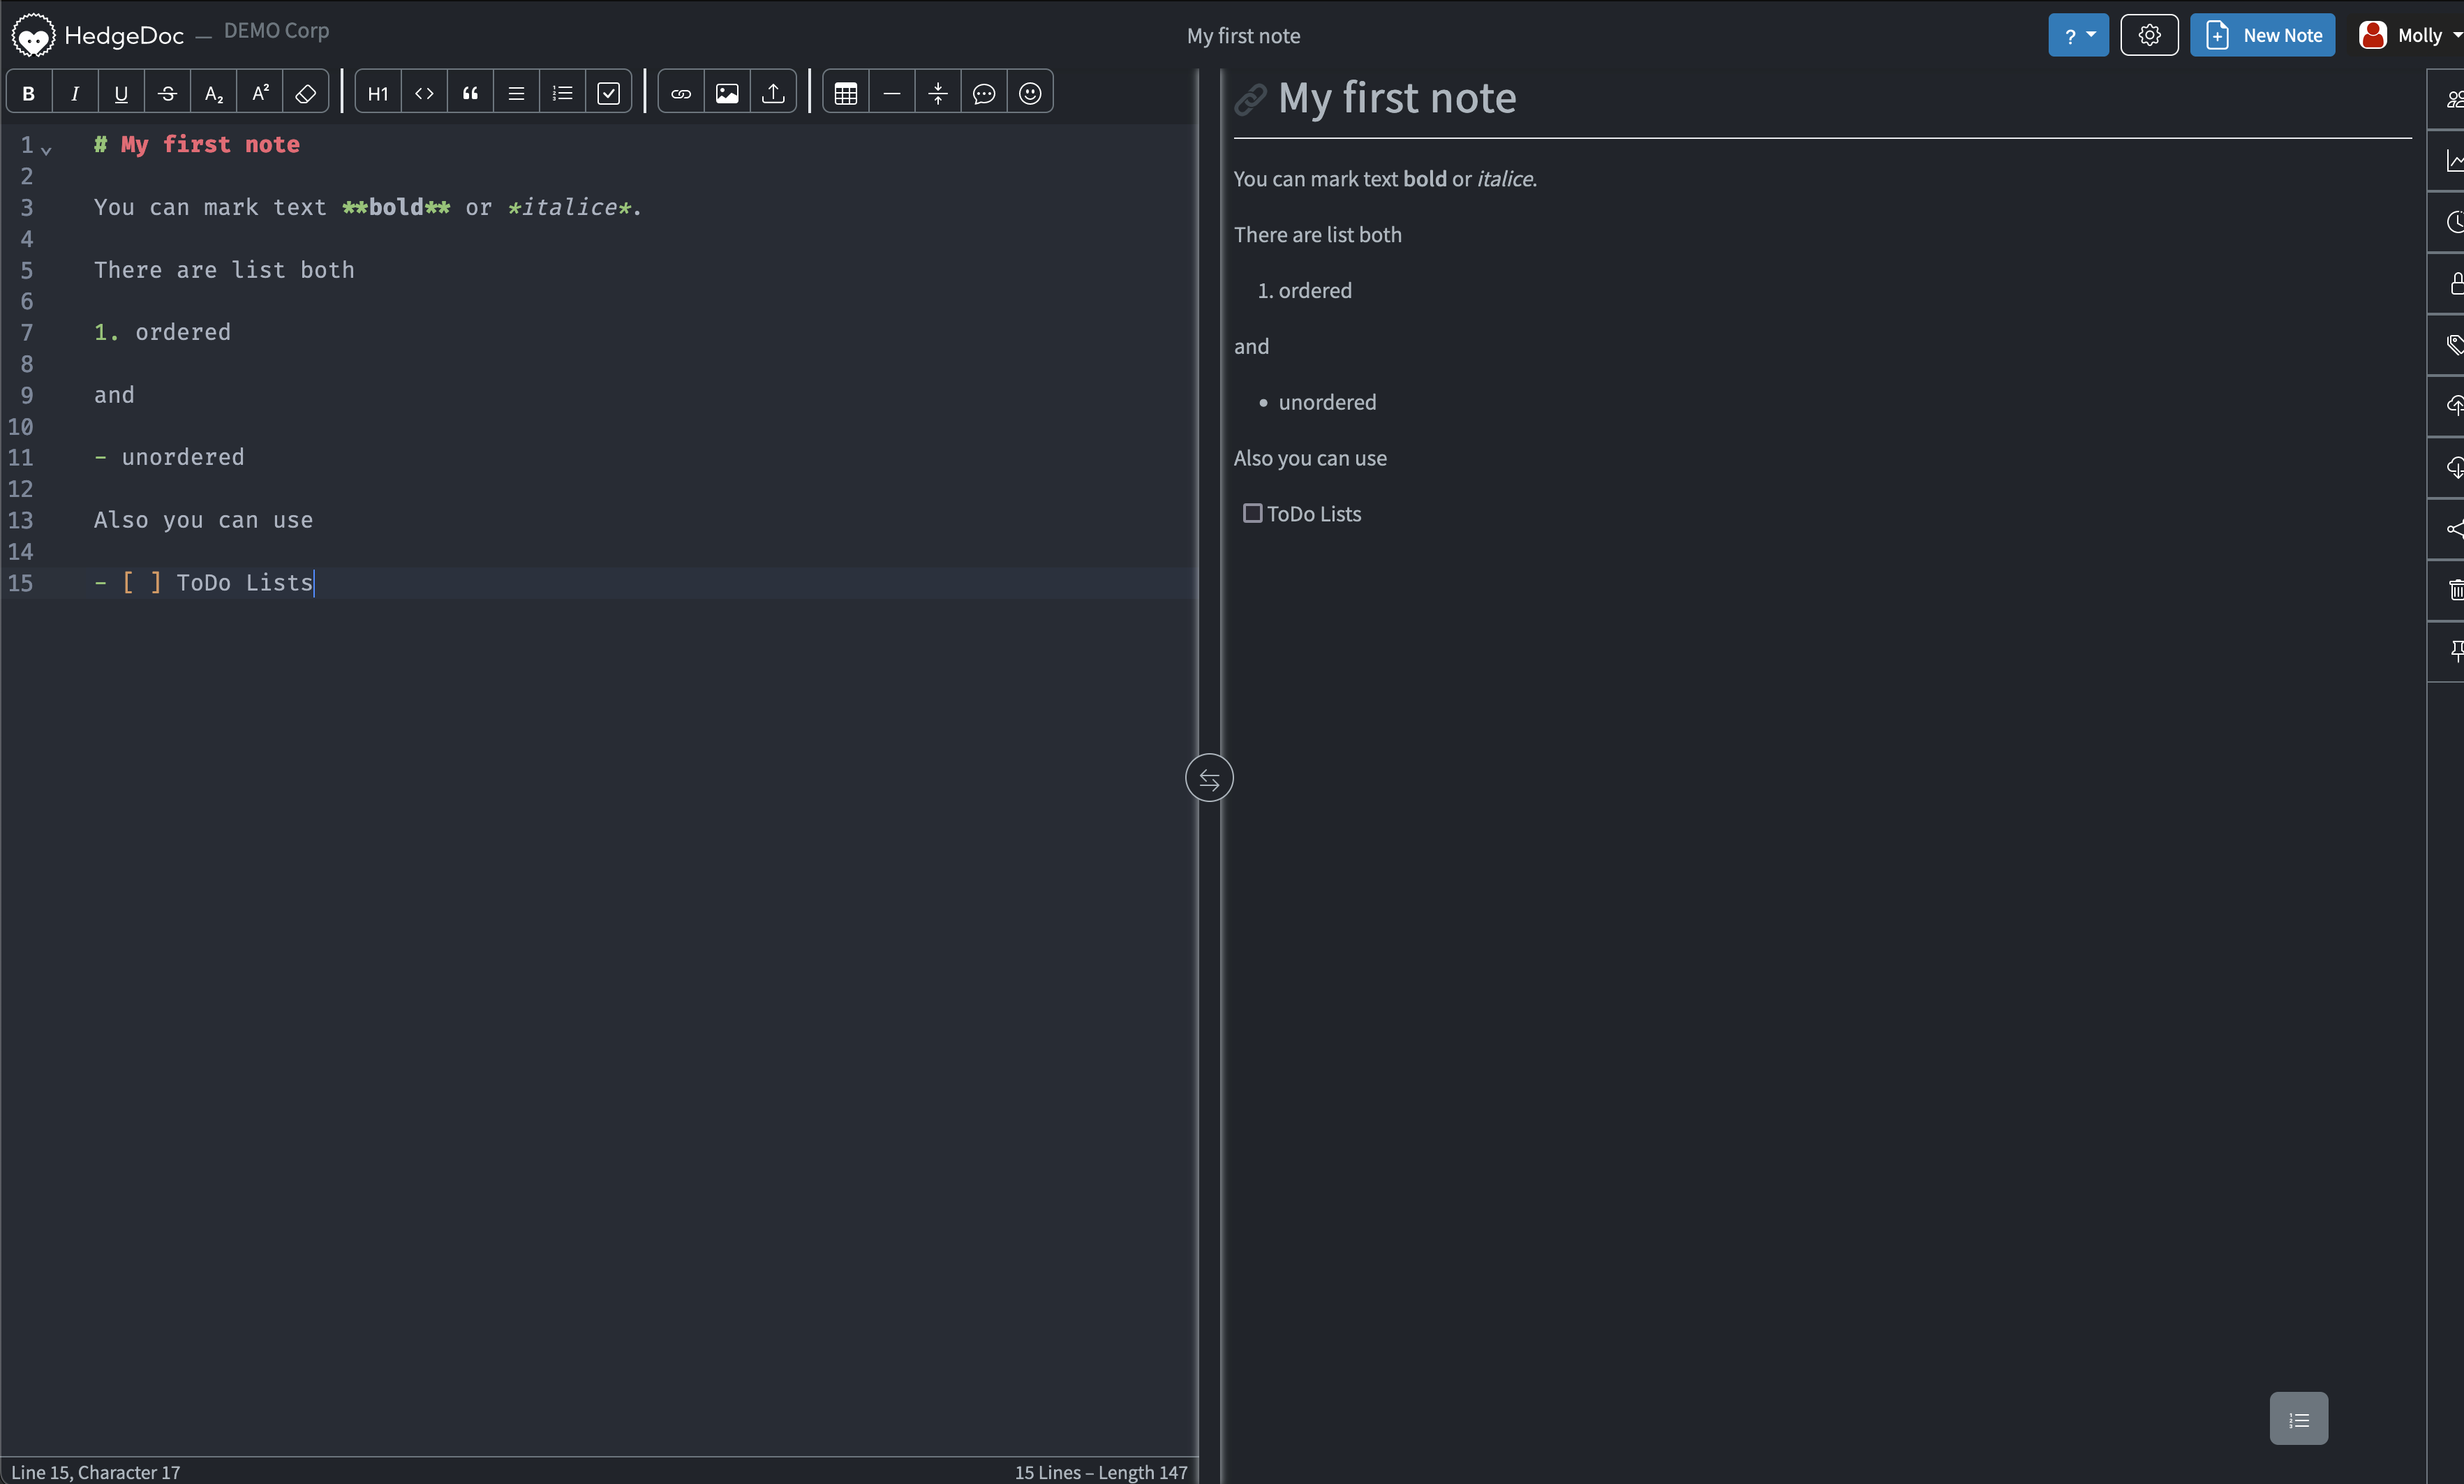 HedgeDoc — DEMO Corp
My first note
? New Note Molly
B I U S A₂ A² H1 <> “
1 # My first note
2
3 You can mark text **bold** or *italice*.
4
5 There are list both
6
7 1. ordered
8
9 and
10
11 - unordered
12
13 Also you can use
14
15 - [ ] ToDo Lists
Line 15, Character 17
15 Lines – Length 147
My first note
You can mark text bold or italice.
There are list both
1. ordered
and
• unordered
Also you can use
☐ ToDo Lists